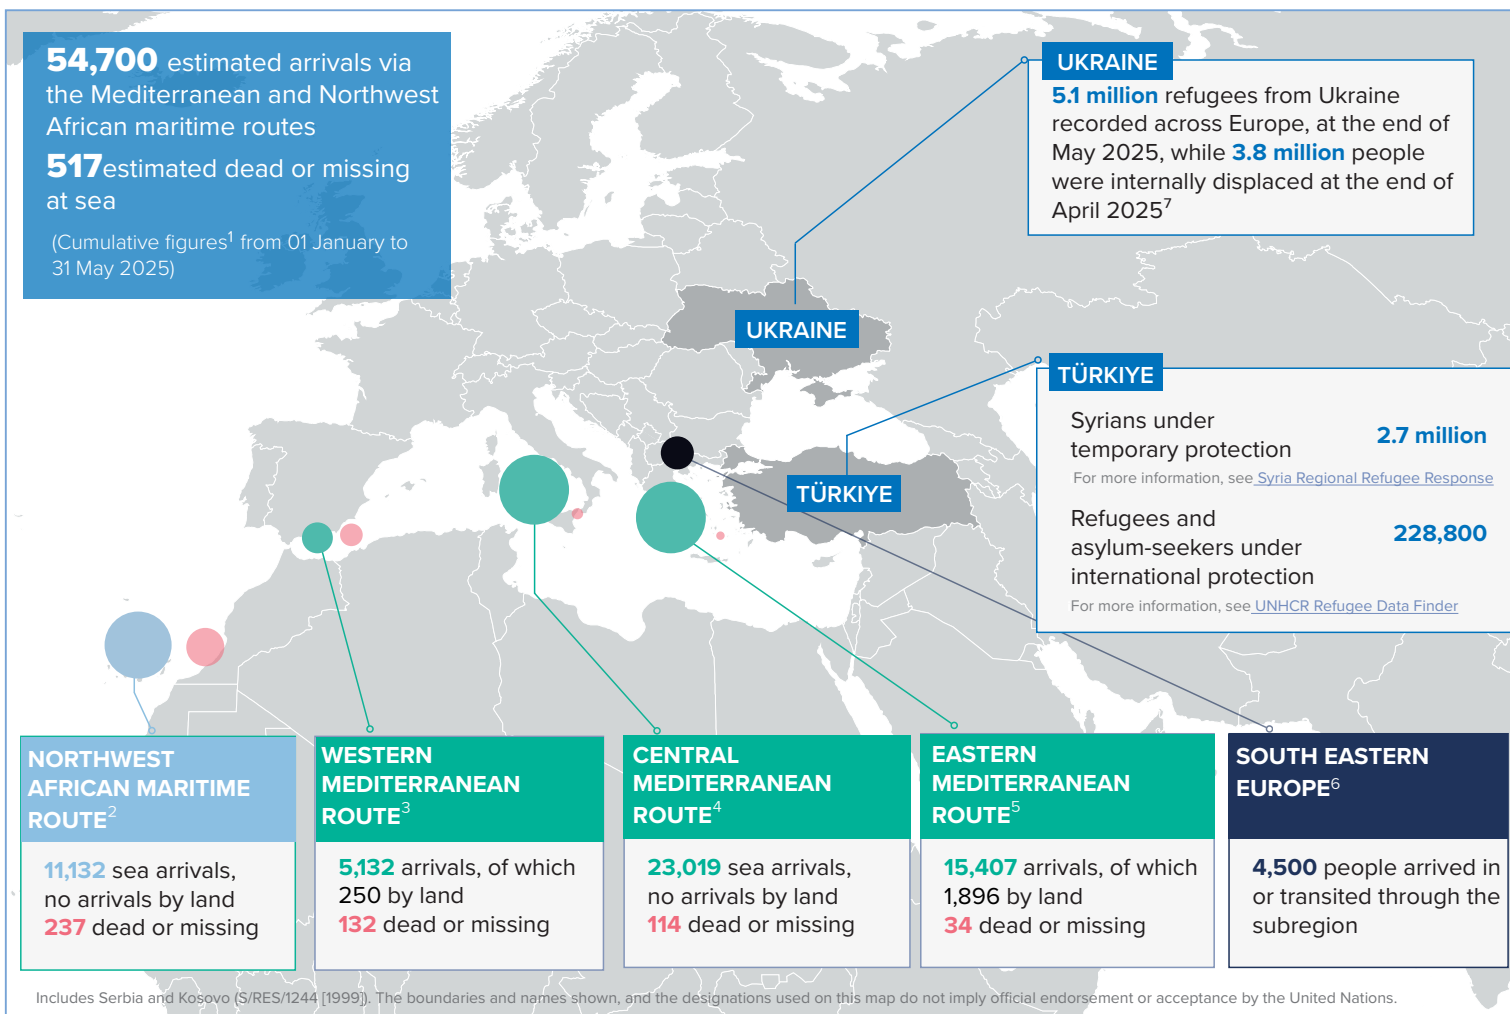 54,700 estimated arrivals via
the Mediterranean and Northwest
African maritime routes
517estimated dead or missing
at sea
(Cumulative figures1 from 01 January to
31 May 2025)
UKRAINE
5.1 million refugees from Ukraine
recorded across Europe, at the end of
May 2025, while 3.8 million people
were internally displaced at the end of
April 20257
UKRAINE
TÜRKIYE
Syrians under
temporary protection
2.7 million
For more information, see Syria Regional Refugee Response
Refugees and
asylum-seekers under
international protection
228,800
For more information, see UNHCR Refugee Data Finder
TÜRKIYE
NORTHWEST
AFRICAN MARITIME
ROUTE2
11,132 sea arrivals,
no arrivals by land
237 dead or missing
WESTERN
MEDITERRANEAN
ROUTE3
5,132 arrivals, of which
250 by land
132 dead or missing
CENTRAL
MEDITERRANEAN
ROUTE4
23,019 sea arrivals,
no arrivals by land
114 dead or missing
EASTERN
MEDITERRANEAN
ROUTE5
15,407 arrivals, of which
1,896 by land
34 dead or missing
SOUTH EASTERN
EUROPE6
4,500 people arrived in
or transited through the
subregion
Includes Serbia and Kosovo (S/RES/1244 [1999]). The boundaries and names shown, and the designations used on this map do not imply official endorsement or acceptance by the United Nations.